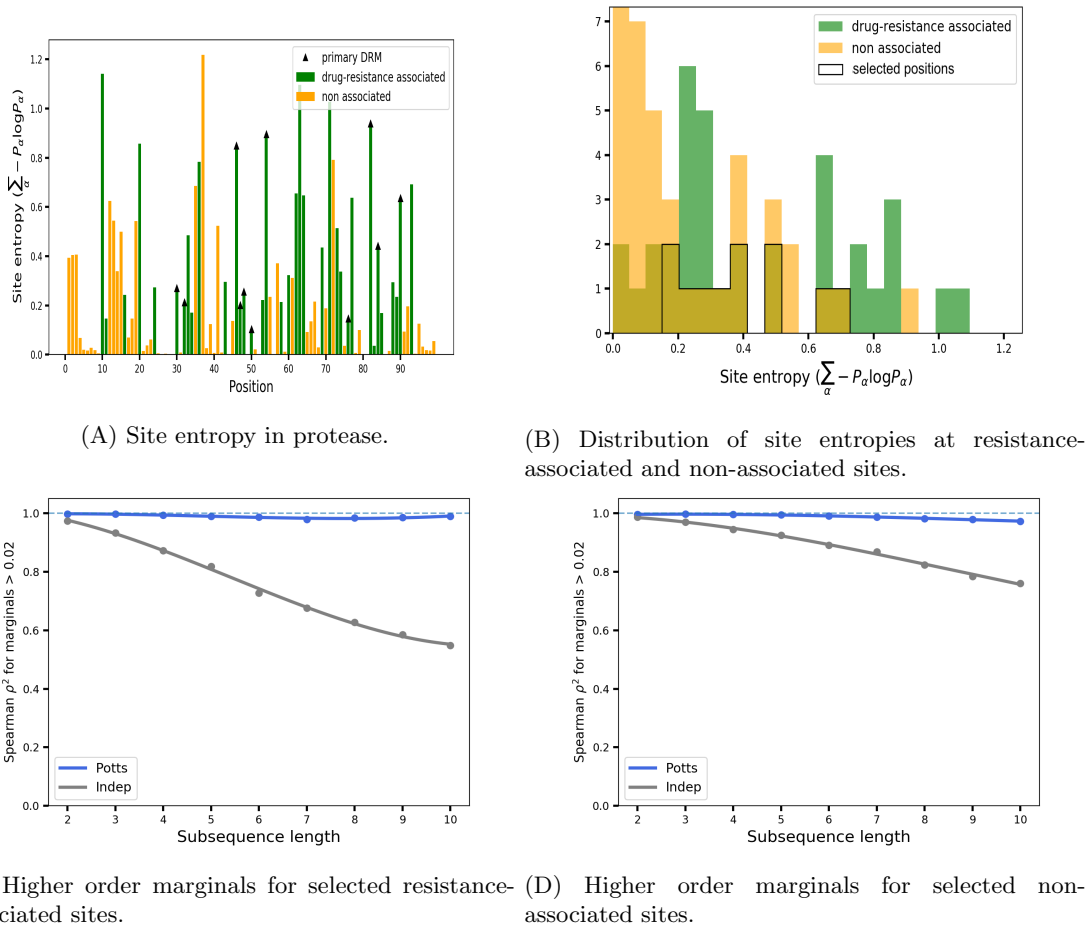 1.2
1.0
0.8
0.6
0.4
0.2
0.0
Site entropy (∑α − PαlogPα)
primary DRM
drug-resistance associated
non associated
0 10 20 30 40 50 60 70 80 90
Position
(A) Site entropy in protease.
7
6
5
4
3
2
1
0
drug-resistance associated
non associated
selected positions
0.0 0.2 0.4 0.6 0.8 1.0 1.2
Site entropy (∑α − PαlogPα)
(B) Distribution of site entropies at resistance-
associated and non-associated sites.
1.0
0.8
0.6
0.4
0.2
0.0
Spearman ρ² for marginals > 0.02
Potts
Indep
2 3 4 5 6 7 8 9 10
Subsequence length
Higher order marginals for selected resistance-
ciated sites.
1.0
0.8
0.6
0.4
0.2
0.0
Spearman ρ² for marginals > 0.02
Potts
Indep
2 3 4 5 6 7 8 9 10
Subsequence length
(D) Higher order marginals for selected non-
associated sites.